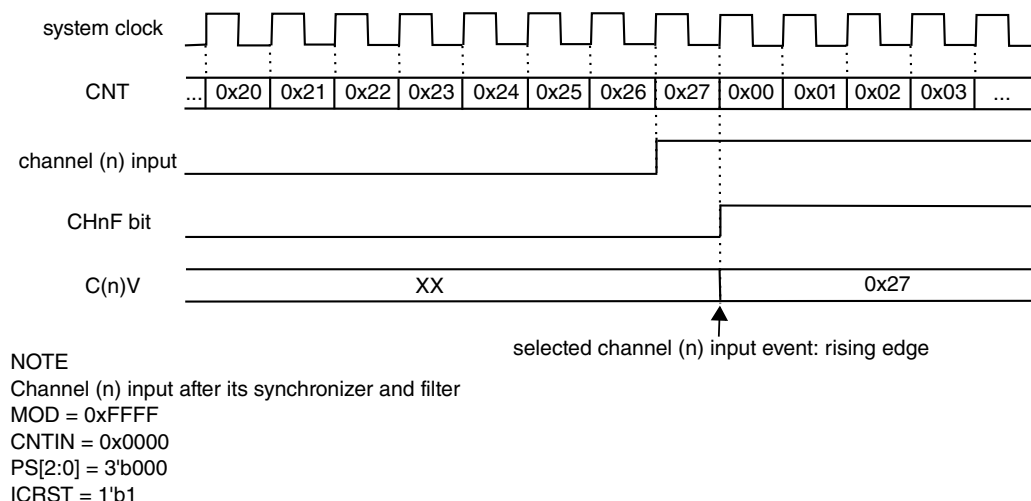 system clock
CNT ... 0x20 0x21 0x22 0x23 0x24 0x25 0x26 0x27 0x00 0x01 0x02 0x03 ...
channel (n) input
CHnF bit
C(n)V XX 0x27
selected channel (n) input event: rising edge
NOTE
Channel (n) input after its synchronizer and filter
MOD = 0xFFFF
CNTIN = 0x0000
PS[2:0] = 3'b000
ICRST = 1'b1